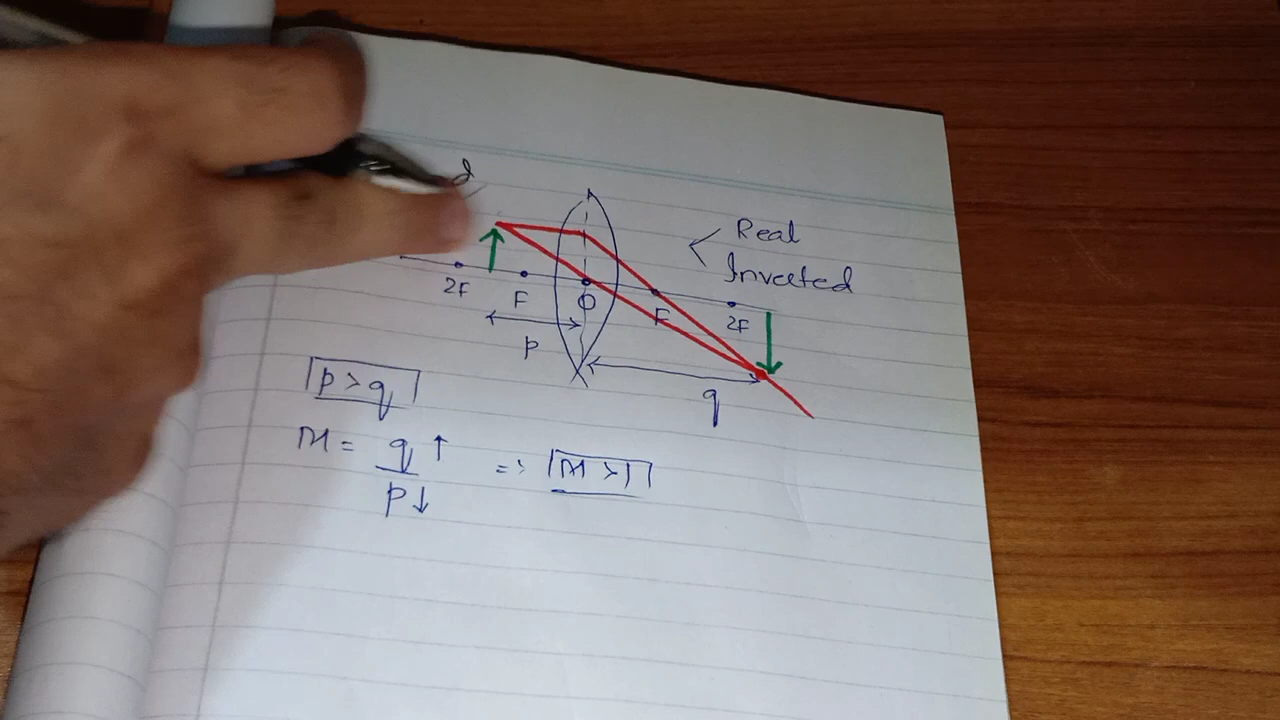 Real
Inverted
2F F O F 2F
p
q
p > q
M = q ↑ => M > 1
p ↓